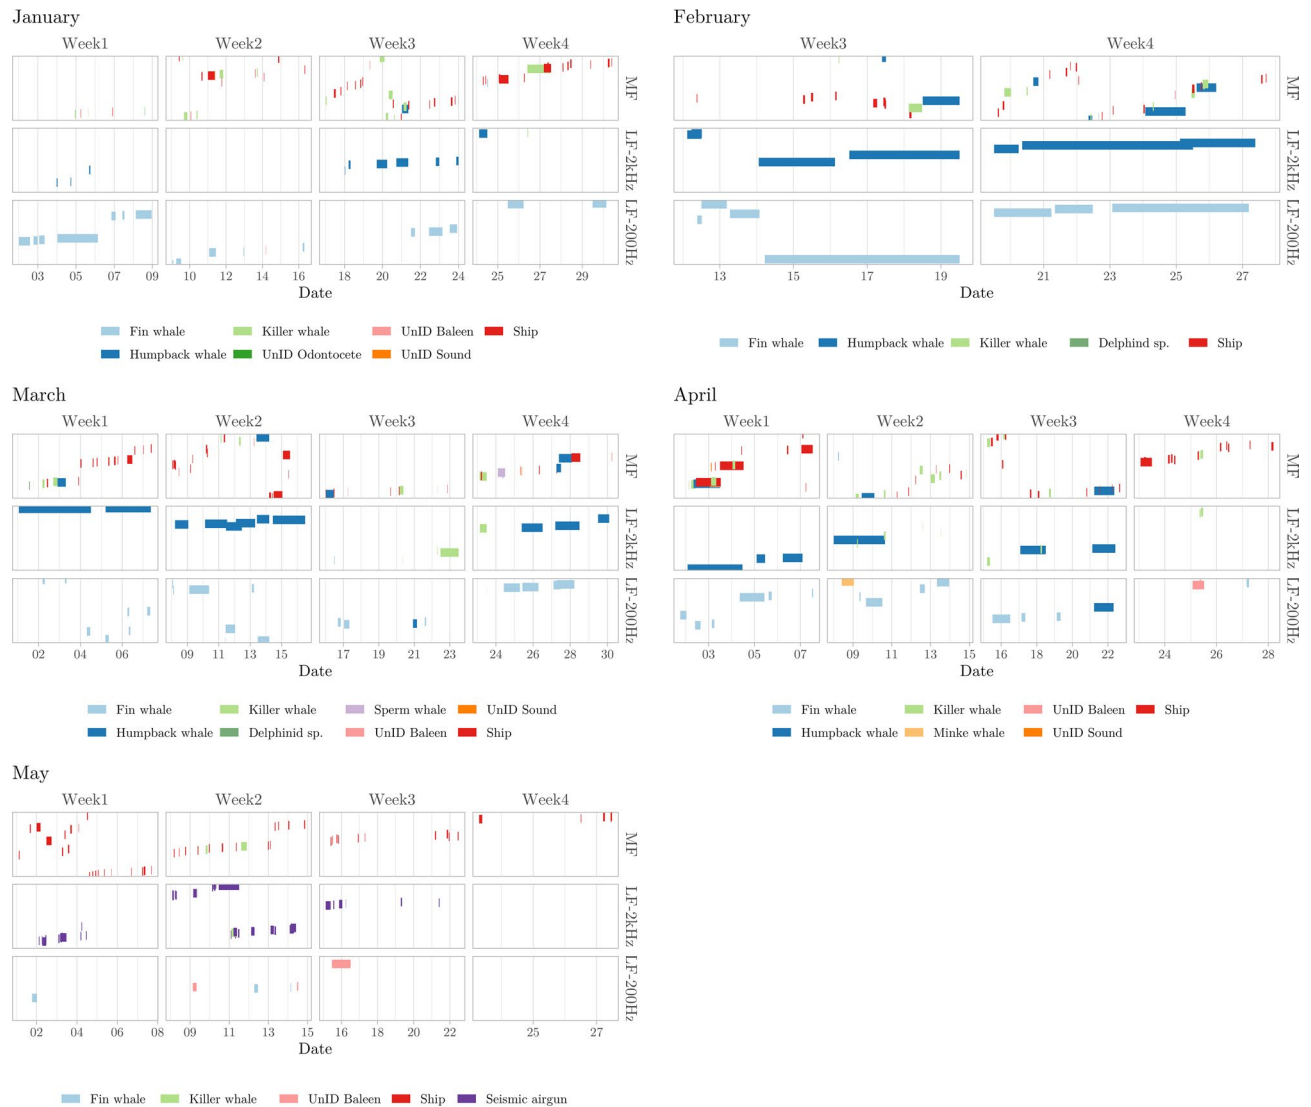 January
Week1 Week2 Week3 Week4
MF
LF-2kHz
LF-200Hz
03 05 07 09 10 12 14 16 18 20 22 24 25 27 29
Date
Fin whale Killer whale UnID Baleen Ship
Humpback whale UnID Odontocete UnID Sound
February
Week3 Week4
MF
LF-2kHz
LF-200Hz
13 15 17 19 21 23 25 27
Date
Fin whale Humpback whale Killer whale Delphind sp. Ship
March
Week1 Week2 Week3 Week4
MF
LF-2kHz
LF-200Hz
02 04 06 09 11 13 15 17 19 21 23 24 26 28 30
Date
Fin whale Killer whale Sperm whale UnID Sound
Humpback whale Delphinid sp. UnID Baleen Ship
April
Week1 Week2 Week3 Week4
MF
LF-2kHz
LF-200Hz
03 05 07 09 11 13 15 16 18 20 22 24 26 28
Date
Fin whale Killer whale UnID Baleen Ship
Humpback whale Minke whale UnID Sound
May
Week1 Week2 Week3 Week4
MF
LF-2kHz
LF-200Hz
02 04 06 08 09 11 13 15 16 18 20 22 25 27
Date
Fin whale Killer whale UnID Baleen Ship Seismic airgun